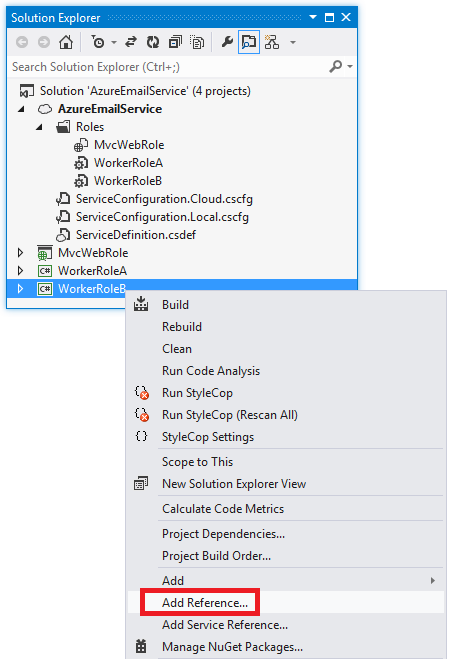 Solution Explorer
Search Solution Explorer (Ctrl+;)
Solution 'AzureEmailService' (4 projects)
AzureEmailService
Roles
MvcWebRole
WorkerRoleA
WorkerRoleB
ServiceConfiguration.Cloud.cscfg
ServiceConfiguration.Local.cscfg
ServiceDefinition.csdef
MvcWebRole
C# WorkerRoleA
C# WorkerRoleB
Build
Rebuild
Clean
Run Code Analysis
Run StyleCop
Run StyleCop (Rescan All)
{} StyleCop Settings
Scope to This
New Solution Explorer View
Calculate Code Metrics
Project Dependencies...
Project Build Order...
Add
Add Reference...
Add Service Reference...
Manage NuGet Packages...